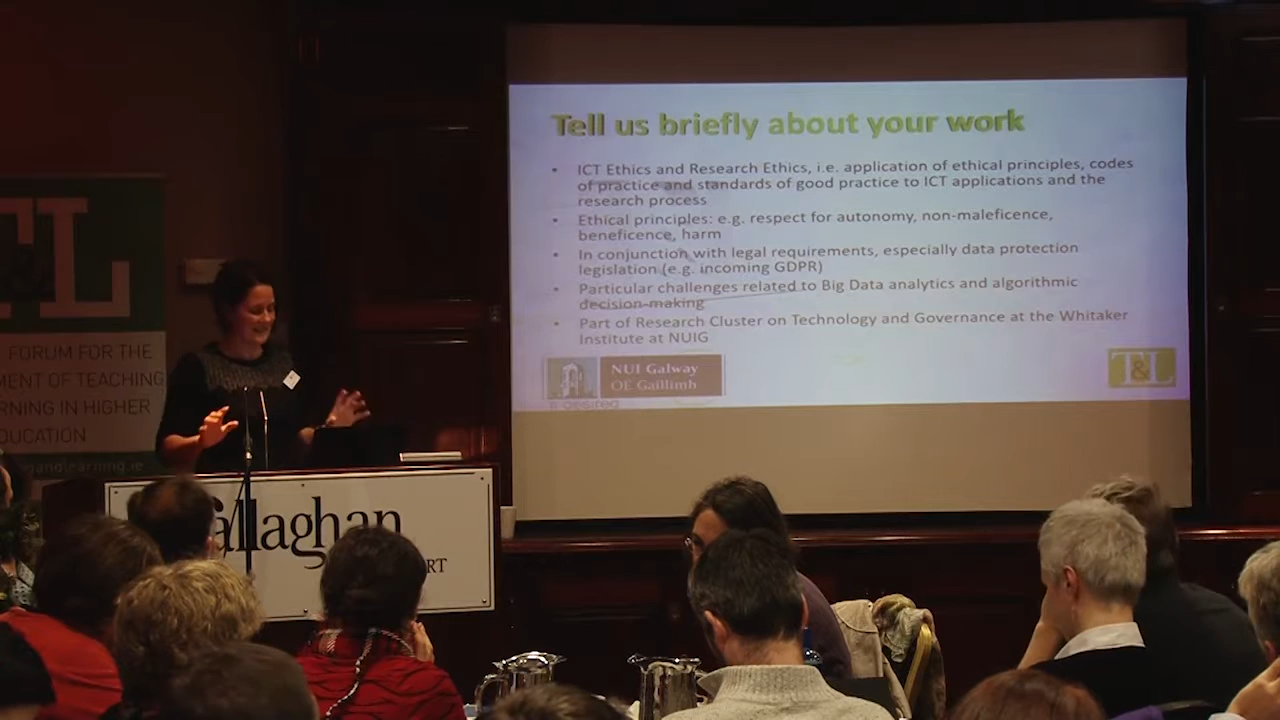 Tell us briefly about your work
• ICT Ethics and Research Ethics, i.e. application of ethical principles, codes
of practice and standards of good practice to ICT applications and the
research process
• Ethical principles: e.g. respect for autonomy, non-maleficence,
beneficence, harm
• In conjunction with legal requirements, especially data protection
legislation (e.g. incoming GDPR)
• Particular challenges related to Big Data analytics and algorithmic
decision-making
• Part of Research Cluster on Technology and Governance at the Whitaker
Institute at NUIG
NUI Galway
OÉ Gaillimh
T&L
T&L
FORUM FOR THE
MENT OF TEACHING
RNING IN HIGHER
DUCATION
gandlearning.ie
allaghan
RT